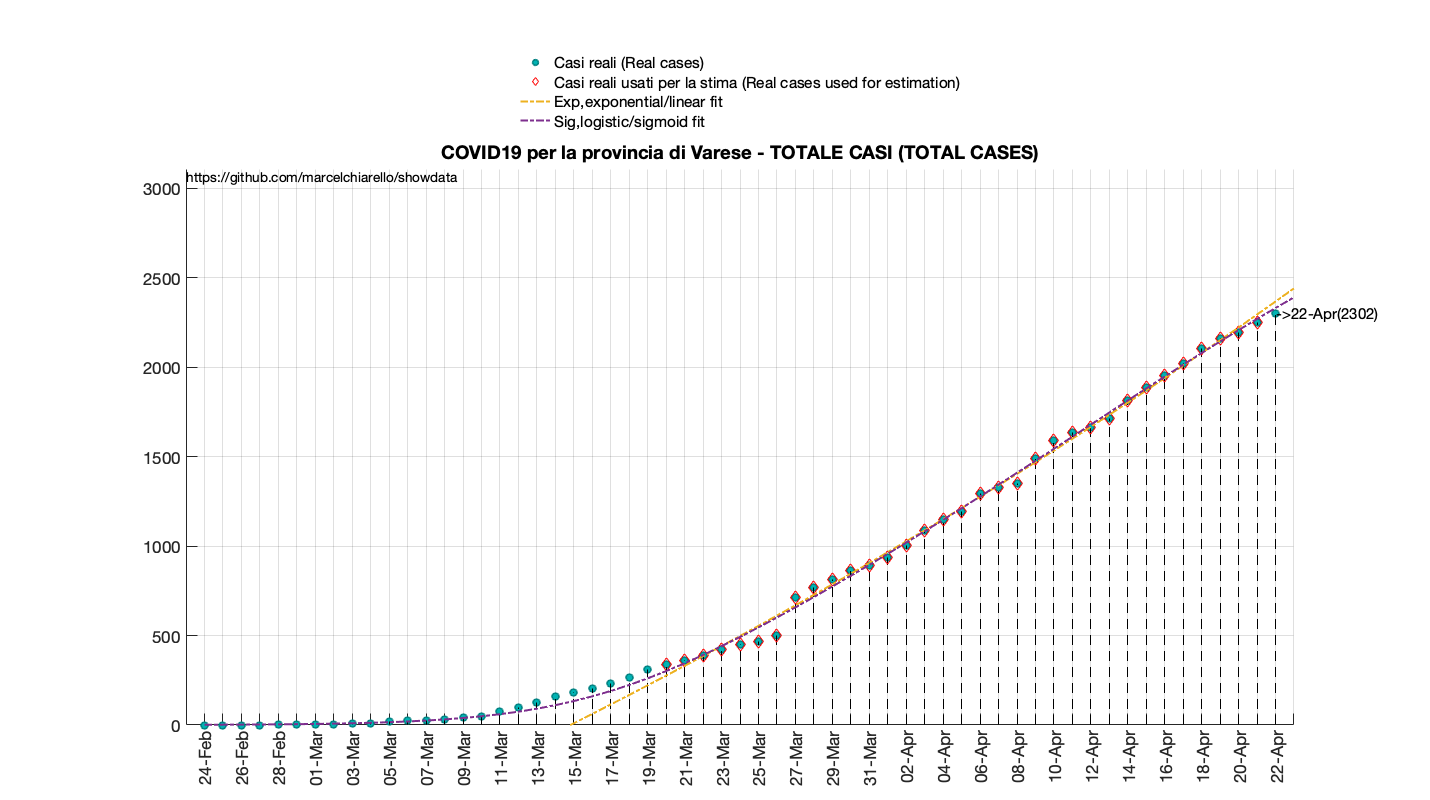 Casi reali (Real cases)
Casi reali usati per la stima (Real cases used for estimation)
Exp,exponential/linear fit
Sig,logistic/sigmoid fit
COVID19 per la provincia di Varese - TOTALE CASI (TOTAL CASES)
https://github.com/marcelchiarello/showdata
3000
2500
2000
1500
1000
500
0
>22-Apr(2302)
24-Feb
26-Feb
28-Feb
01-Mar
03-Mar
05-Mar
07-Mar
09-Mar
11-Mar
13-Mar
15-Mar
17-Mar
19-Mar
21-Mar
23-Mar
25-Mar
27-Mar
29-Mar
31-Mar
02-Apr
04-Apr
06-Apr
08-Apr
10-Apr
12-Apr
14-Apr
16-Apr
18-Apr
20-Apr
22-Apr